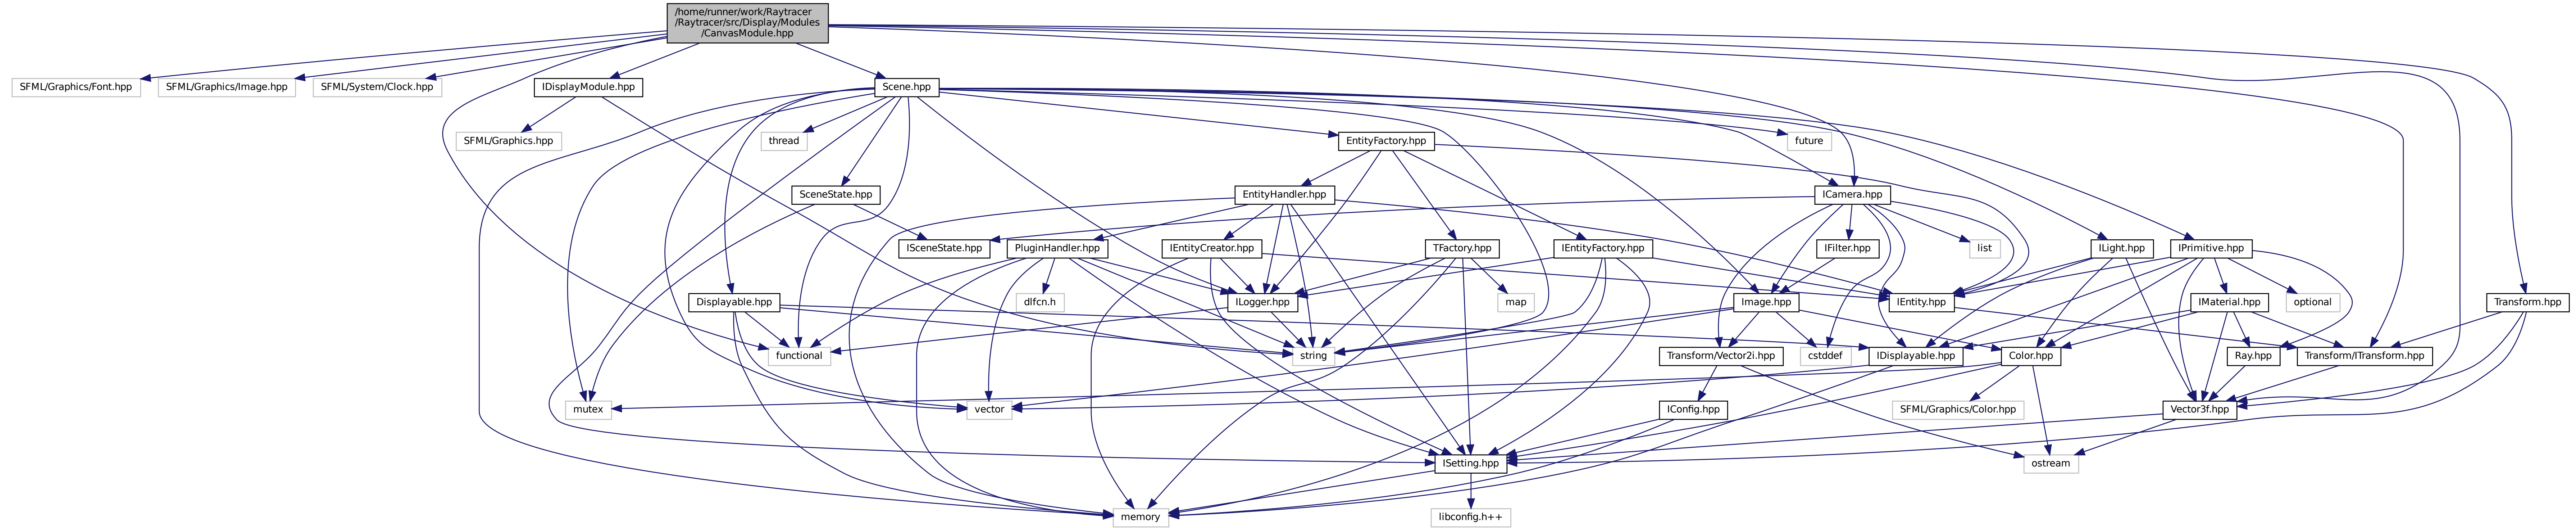 /home/runner/work/Raytracer
/Raytracer/src/Display/Modules
/CanvasModule.hpp
SFML/Graphics/Font.hpp
SFML/Graphics/Image.hpp
SFML/System/Clock.hpp
IDisplayModule.hpp
Scene.hpp
SFML/Graphics.hpp
thread
EntityFactory.hpp
future
SceneState.hpp
EntityHandler.hpp
ICamera.hpp
ISceneState.hpp
PluginHandler.hpp
IEntityCreator.hpp
TFactory.hpp
IEntityFactory.hpp
IFilter.hpp
list
ILight.hpp
IPrimitive.hpp
Displayable.hpp
dlfcn.h
ILogger.hpp
map
Image.hpp
IEntity.hpp
IMaterial.hpp
optional
Transform.hpp
functional
string
Transform/Vector2i.hpp
cstddef
IDisplayable.hpp
Color.hpp
Ray.hpp
Transform/ITransform.hpp
mutex
vector
IConfig.hpp
SFML/Graphics/Color.hpp
Vector3f.hpp
ISetting.hpp
ostream
memory
libconfig.h++